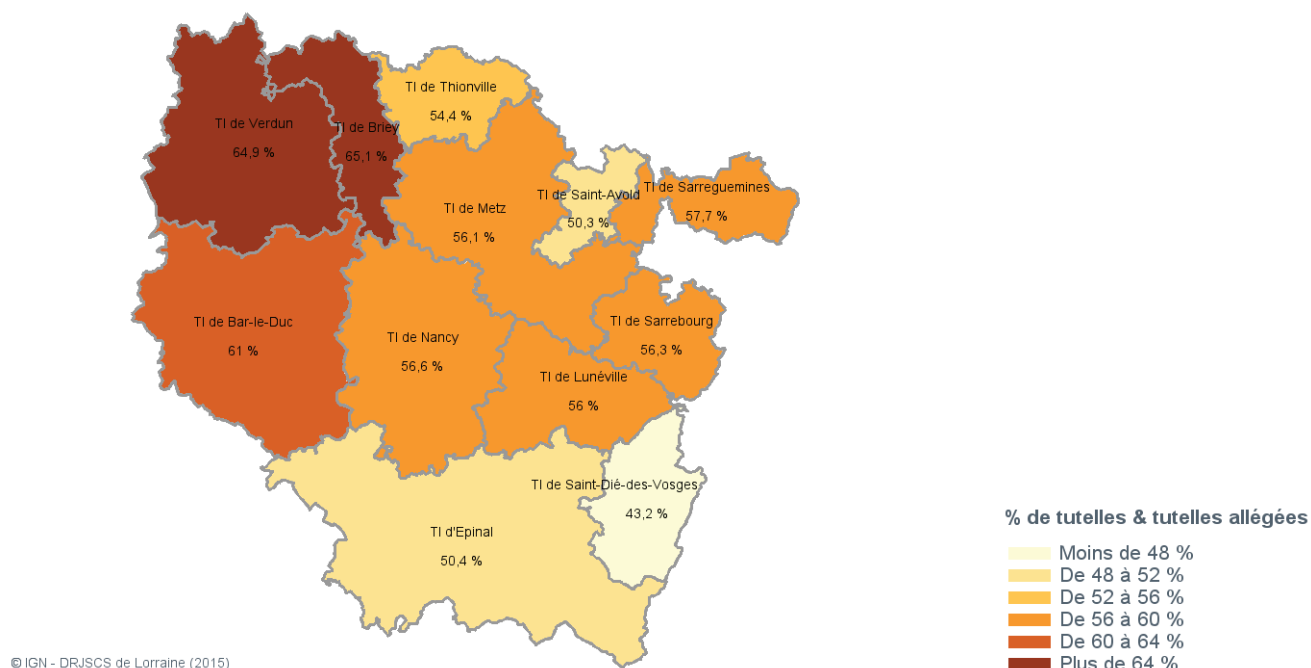 TI de Thionville
54,4 %
TI de Verdun
64,9 %
TI de Briey
65,1 %
TI de Metz
56,1 %
TI de Saint-Avold
50,3 %
TI de Sarreguemines
57,7 %
TI de Bar-le-Duc
61 %
TI de Nancy
56,6 %
TI de Sarrebourg
56,3 %
TI de Lunéville
56 %
TI de Saint-Dié-des-Vosges
43,2 %
TI d'Epinal
50,4 %
% de tutelles & tutelles allégées
Moins de 48 %
De 48 à 52 %
De 52 à 56 %
De 56 à 60 %
De 60 à 64 %
Plus de 64 %
© IGN - DRJSCS de Lorraine (2015)